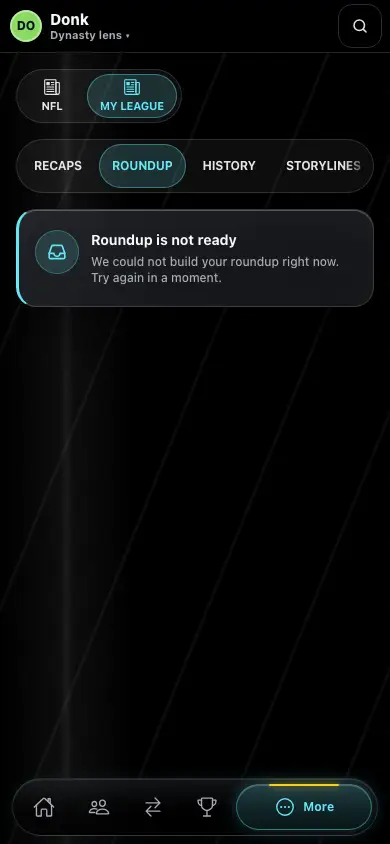 DO
Donk
Dynasty lens
NFL
MY LEAGUE
RECAPS
ROUNDUP
HISTORY
STORYLINES
Roundup is not ready
We could not build your roundup right now.
Try again in a moment.
More